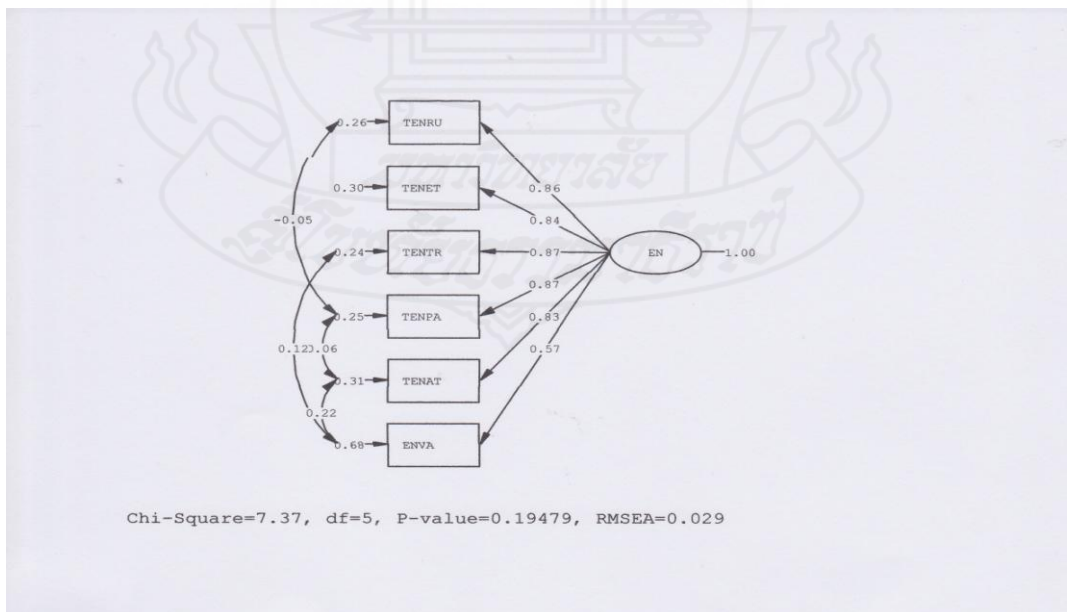 0.26 TENRU
0.86
0.30 TENET
-0.05
0.84
0.24 TENTR
0.87
EN 1.00
0.87
0.25 TENPA
0.83
0.12
0.06
0.57
0.31 TENAT
0.22
0.68 ENVA
Chi-Square=7.37, df=5, P-value=0.19479, RMSEA=0.029